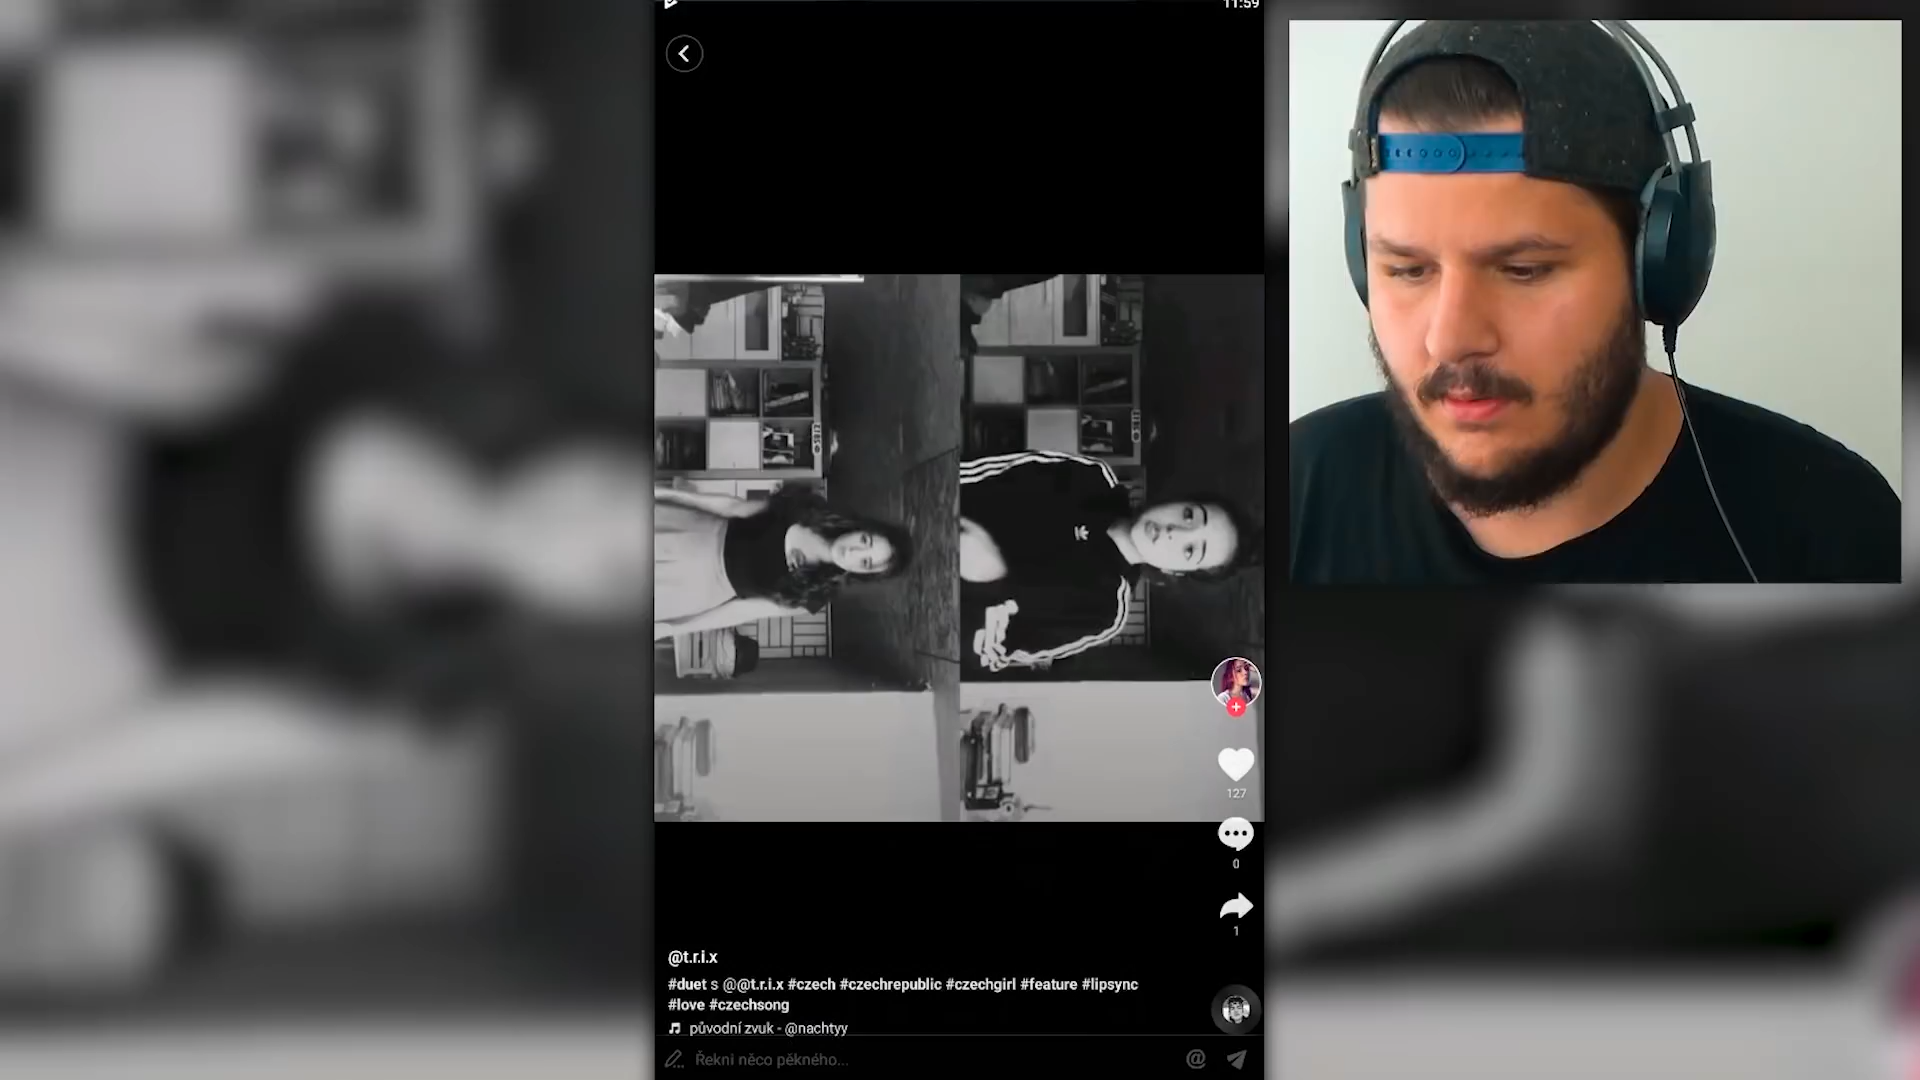 11:59
127
0
1
@t.r.i.x
#duet s @@t.r.i.x #czech #czechrepublic #czechgirl #feature #lipsync
#love #czechsong
původní zvuk - @nachtyy
Řekni něco pěkného...